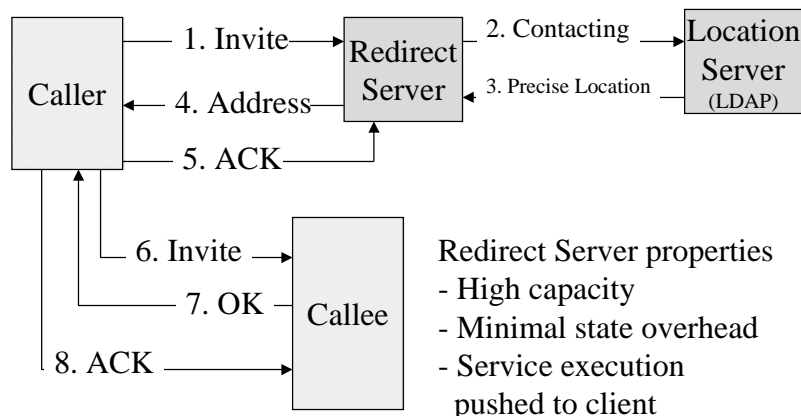 Caller
1. Invite
Redirect
Server
2. Contacting
Location
Server
(LDAP)
3. Precise Location
4. Address
5. ACK
6. Invite
7. OK
8. ACK
Callee
Redirect Server properties
- High capacity
- Minimal state overhead
- Service execution
pushed to client